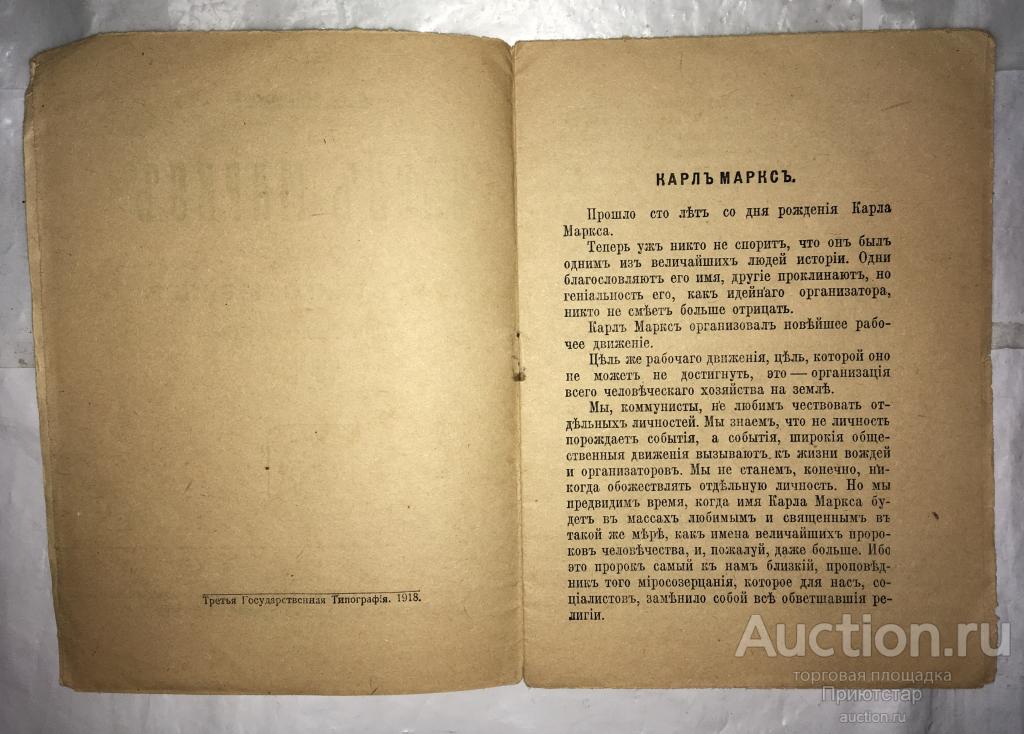 Третья Государственная Типографія. 1918.
КАРЛЪ МАРКСЪ.
Прошло сто лѣтъ со дня рожденія Карла
Маркса.
Теперь ужъ никто не споритъ, что онъ былъ
однимъ изъ величайшихъ людей исторіи. Одни
благословляютъ его имя, другіе проклинаютъ, но
геніальность его, какъ идейнаго организатора,
никто не смѣетъ больше отрицать.
Карлъ Марксъ организовалъ новѣйшее рабо-
чее движеніе.
Цѣль же рабочаго движенія, цѣль, которой оно
не можетъ не достигнуть, это — организація
всего человѣческаго хозяйства на землѣ.
Мы, коммунисты, не любимъ чествовать от-
дѣльныхъ личностей. Мы знаемъ, что не личность
порождаетъ событія, а событія, широкія обще-
ственныя движенія вызываютъ къ жизни вождей
и организаторовъ. Мы не станемъ, конечно, ни-
когда обожествлять отдѣльную личность. Но мы
предвидимъ время, когда имя Карла Маркса бу-
детъ въ массахъ любимымъ и священнымъ въ
такой же мѣрѣ, какъ имена величайшихъ проро-
ковъ человѣчества, и, пожалуй, даже больше. Ибо
это пророкъ самый къ намъ близкій, проповѣд-
никъ того міросозерцанія, которое для насъ, со-
ціалистовъ, замѣнило собой всѣ обветшавшія ре-
лигіи.
Auction.ru
торговая площадка
Приютстар
auction.ru